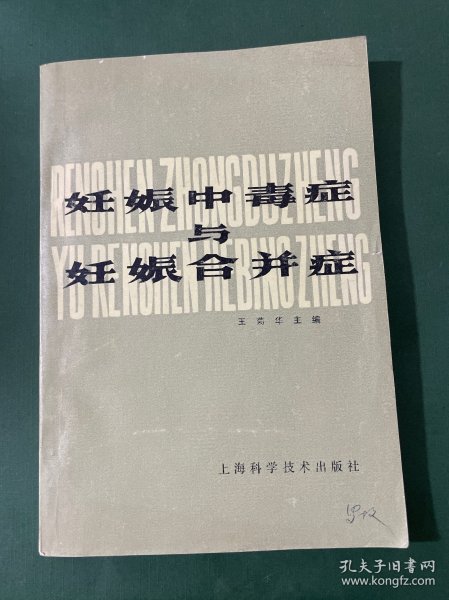 RENSHEN ZHONGDUZHENG
妊娠中毒症
与
YU RENSHEN HEBING ZHENG
妊娠合并症
王菊华主编
上海科学技术出版社
孔夫子旧书网
www.kongfz.com